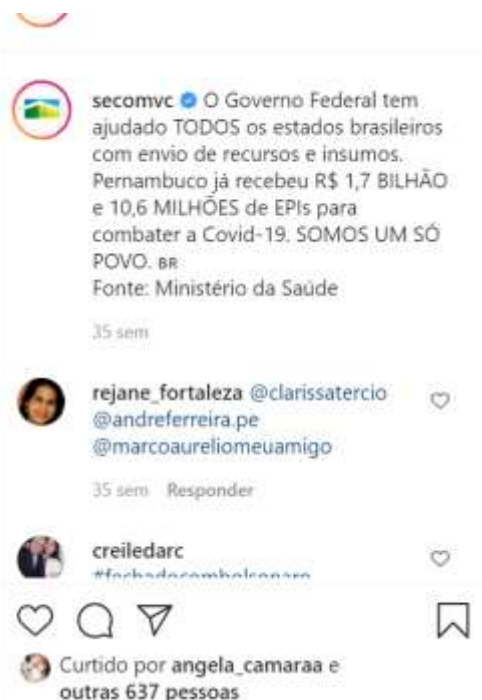 secomvc O Governo Federal tem
ajudado TODOS os estados brasileiros
com envio de recursos e insumos.
Pernambuco já recebeu R$ 1,7 BILHÃO
e 10,6 MILHÕES de EPIs para
combater a Covid-19. SOMOS UM SÓ
POVO. BR
Fonte: Ministério da Saúde
35 sem
rejane_fortaleza @clarissatercio
@andreferreira.pe
@marcoaureliomeuamigo
35 sem Responder
creiledarc
#fechadocombolsonaro
Curtido por angela_camaraa e
outras 637 pessoas